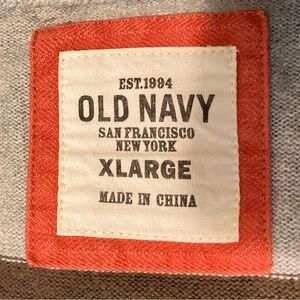 EST.1994
OLD NAVY
SAN FRANCISCO
NEW YORK
XLARGE
MADE IN CHINA